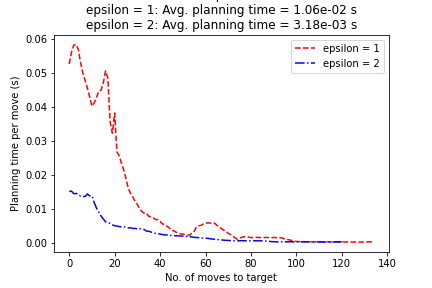 epsilon = 1: Avg. planning time = 1.06e-02 s
epsilon = 2: Avg. planning time = 3.18e-03 s
0.06
0.05
0.04
0.03
0.02
0.01
0.00
Planning time per move (s)
epsilon = 1
epsilon = 2
0 20 40 60 80 100 120 140
No. of moves to target